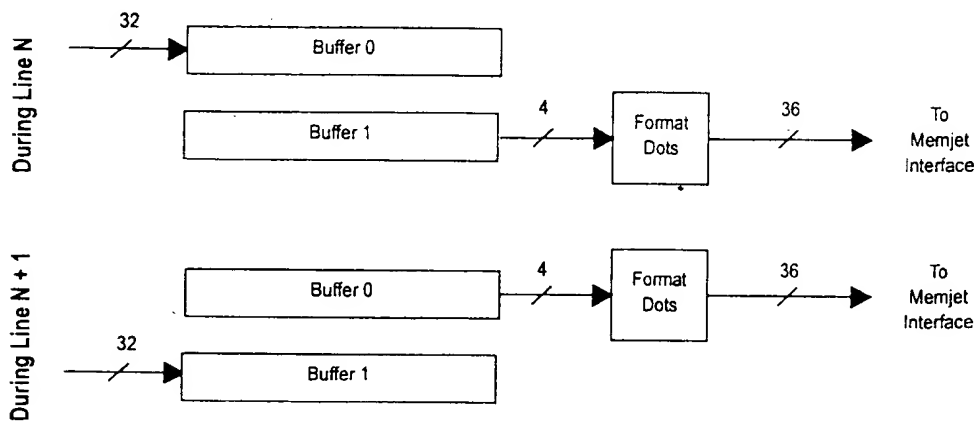 During Line N
32
Buffer 0
Buffer 1
4
Format
Dots
36
To
Memjet
Interface
During Line N + 1
Buffer 0
4
Format
Dots
36
To
Memjet
Interface
32
Buffer 1